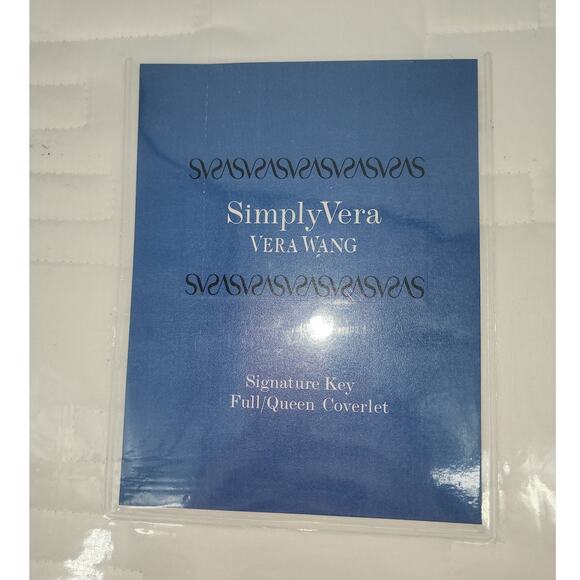 SimplyVera
VERA WANG
Signature Key
Full/Queen Coverlet